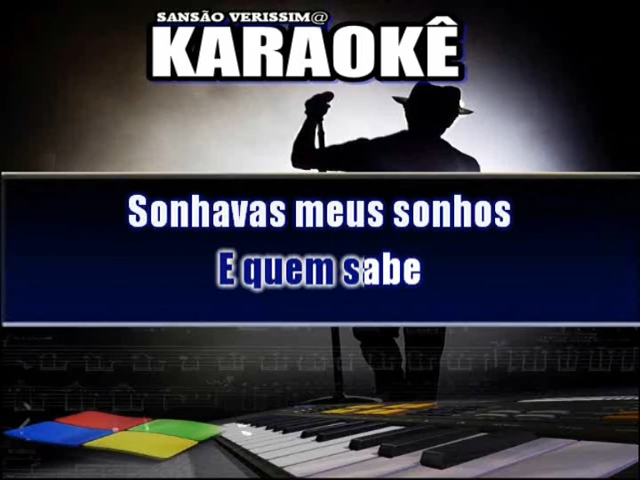 SANSÃO VERISSIM@
KARAOKÊ
Sonhavas meus sonhos
E quem sabe